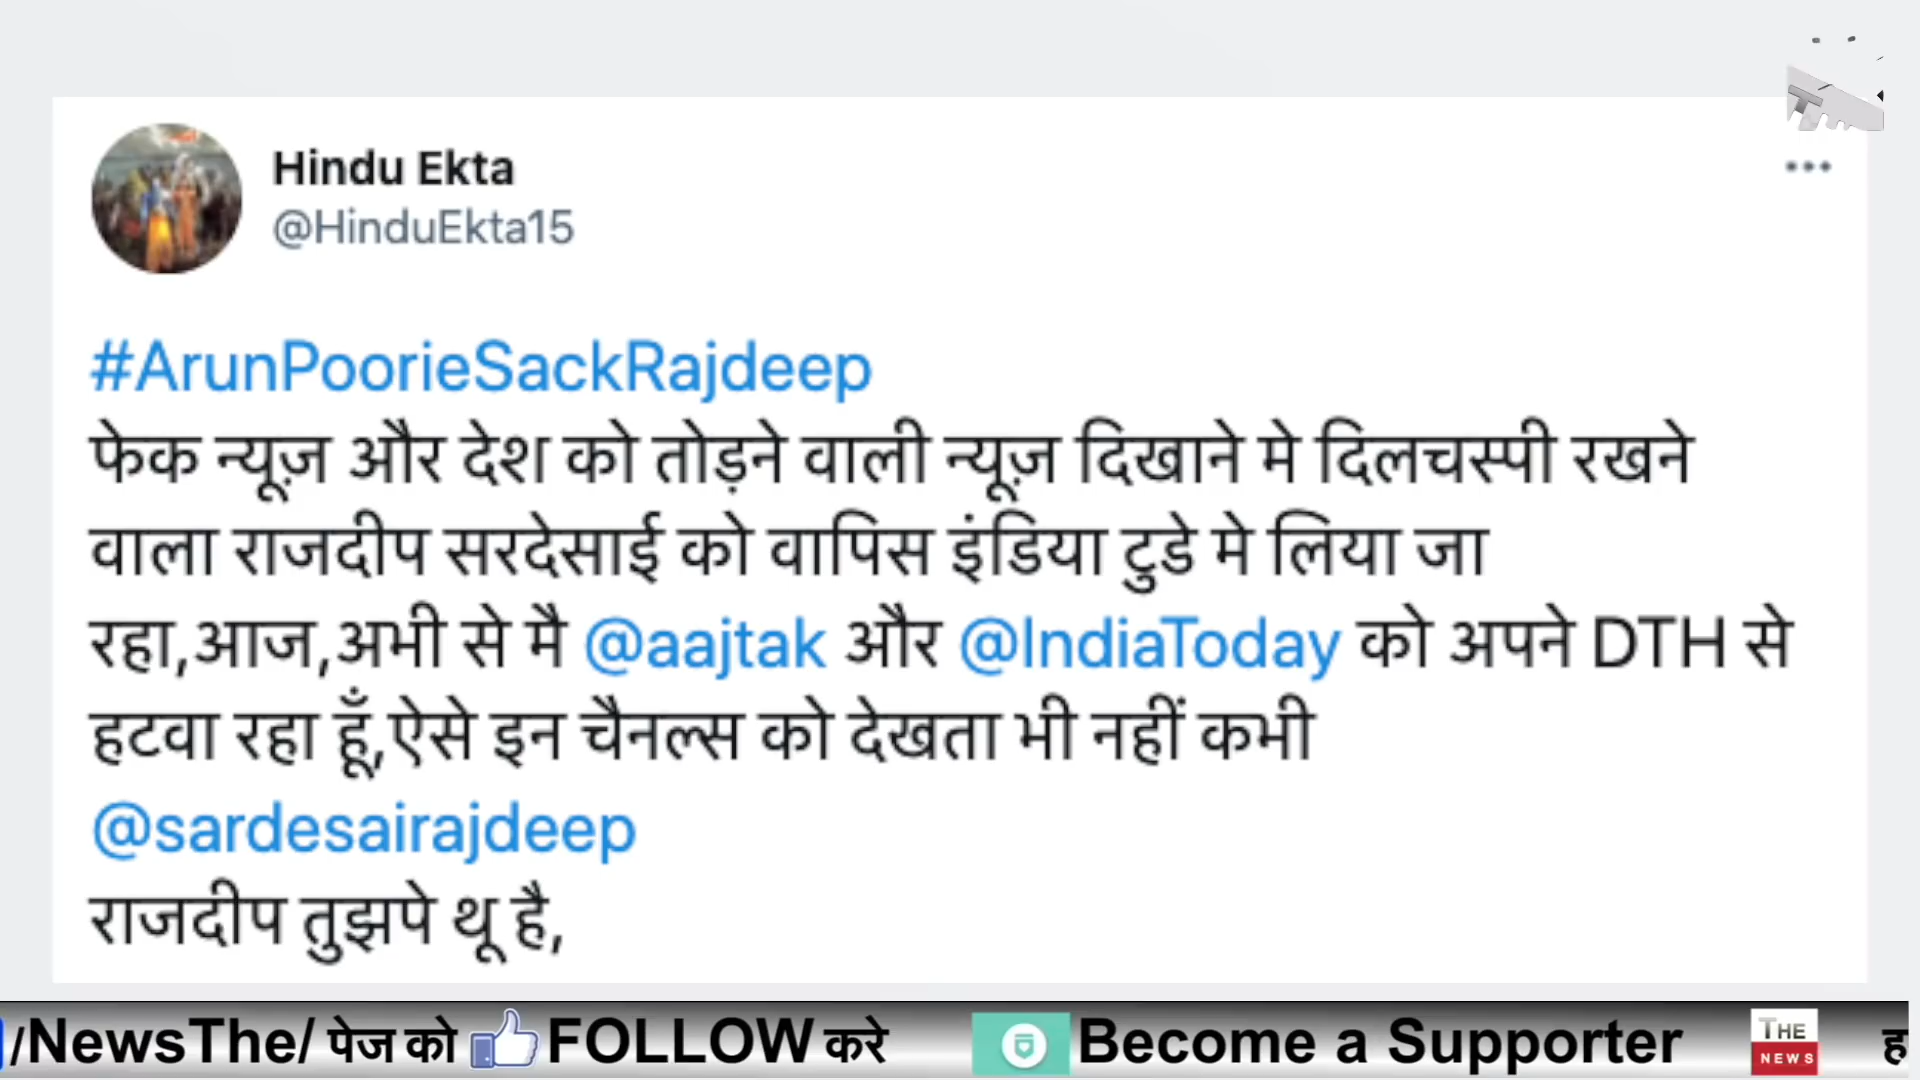 Hindu Ekta
@HinduEkta15
#ArunPoorieSackRajdeep
फेक न्यूज़ और देश को तोड़ने वाली न्यूज़ दिखाने मे दिलचस्पी रखने
वाला राजदीप सरदेसाई को वापिस इंडिया टुडे मे लिया जा
रहा,आज,अभी से मै @aajtak और @IndiaToday को अपने DTH से
हटवा रहा हूँ,ऐसे इन चैनल्स को देखता भी नहीं कभी
@sardesairajdeep
राजदीप तुझपे थू है,
/NewsThe/ पेज को FOLLOW करे Become a Supporter THE NEWS ह